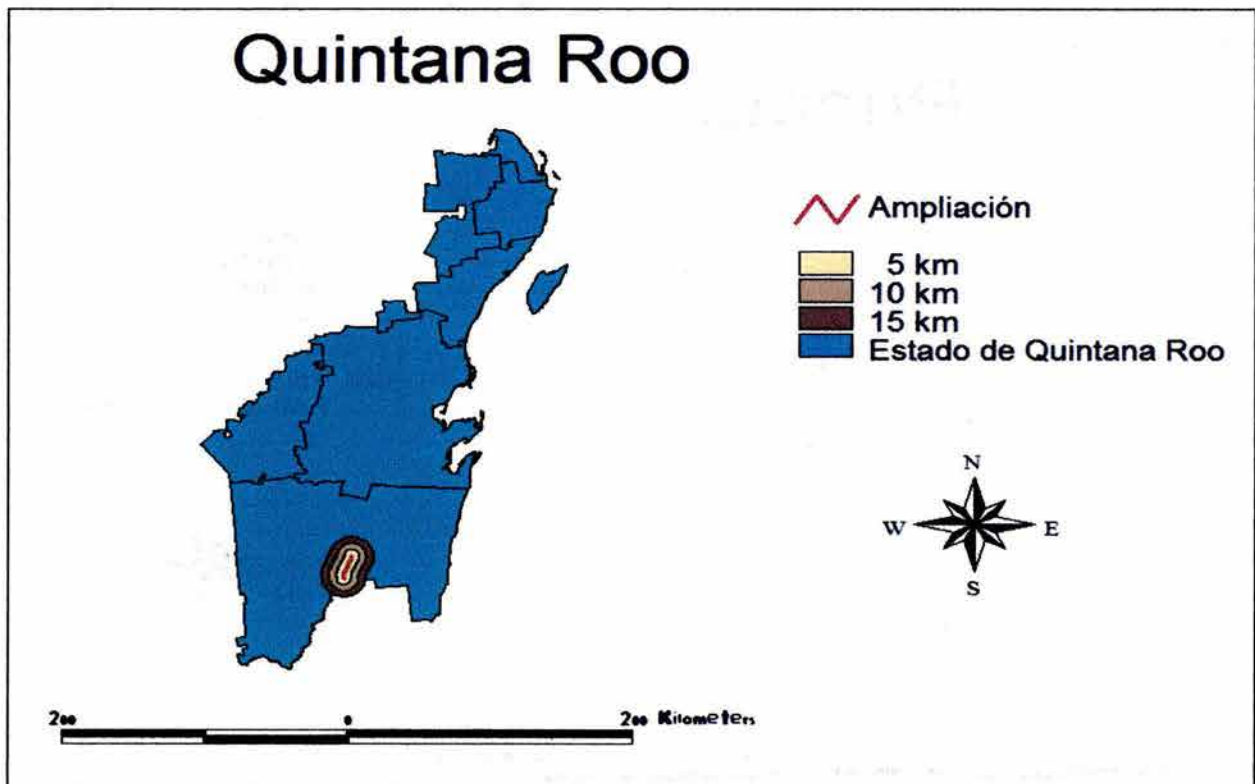 Quintana Roo
Ampliación
5 km
10 km
15 km
Estado de Quintana Roo
N
W E
S
200 0 200 Kilometers